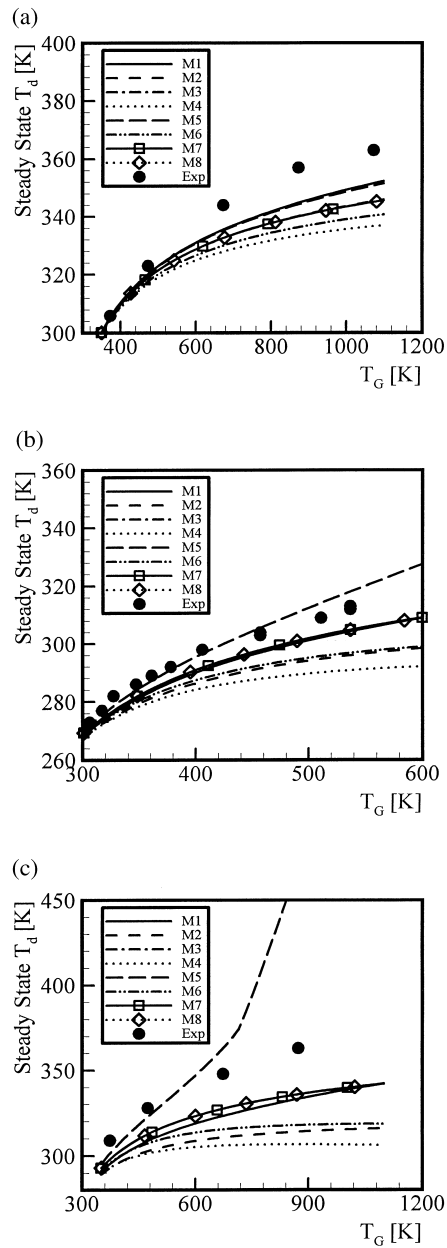 (a)
Steady State T_d [K]
400
380
360
340
320
300
M1
M2
M3
M4
M5
M6
M7
M8
Exp
400 600 800 1000 1200
T_G [K]
(b)
Steady State T_d [K]
360
340
320
300
280
260
M1
M2
M3
M4
M5
M6
M7
M8
Exp
300 400 500 600
T_G [K]
(c)
Steady State T_d [K]
450
400
350
300
M1
M2
M3
M4
M5
M6
M7
M8
Exp
300 600 900 1200
T_G [K]